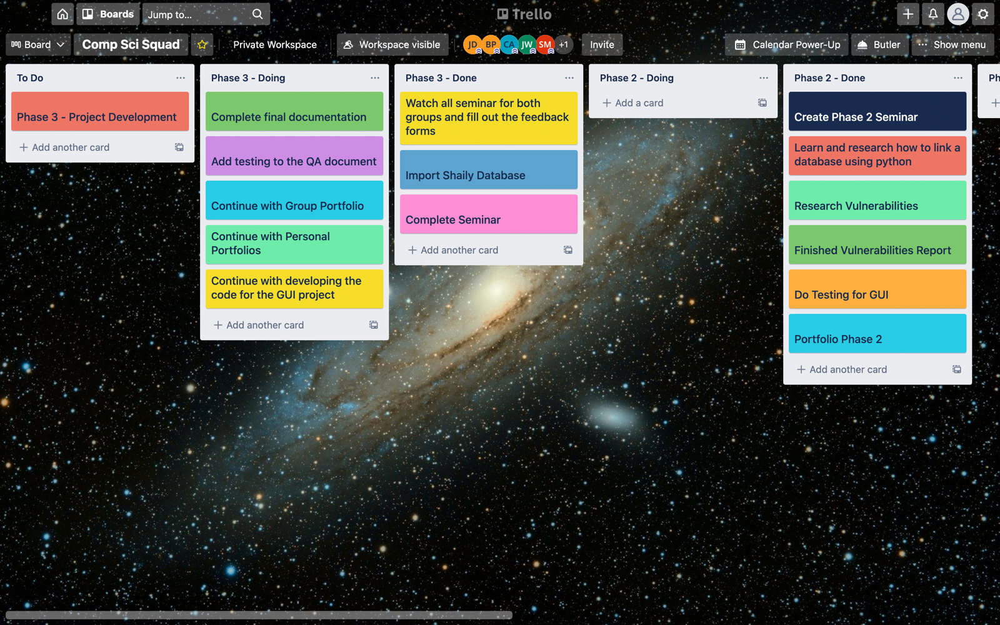 Boards
Jump to...
Trello
Board
Comp Sci Squad
Private Workspace
Workspace visible
JD
BP
CA
JW
SM
+1
Invite
Calendar Power-Up
Butler
Show menu
To Do
Phase 3 - Project Development
Add another card
Phase 3 - Doing
Complete final documentation
Add testing to the QA document
Continue with Group Portfolio
Continue with Personal
Portfolios
Continue with developing the
code for the GUI project
Add another card
Phase 3 - Done
Watch all seminar for both
groups and fill out the feedback
forms
Import Shaily Database
Complete Seminar
Add another card
Phase 2 - Doing
Add a card
Phase 2 - Done
Create Phase 2 Seminar
Learn and research how to link a
database using python
Research Vulnerabilities
Finished Vulnerabilities Report
Do Testing for GUI
Portfolio Phase 2
Add another card
Ph